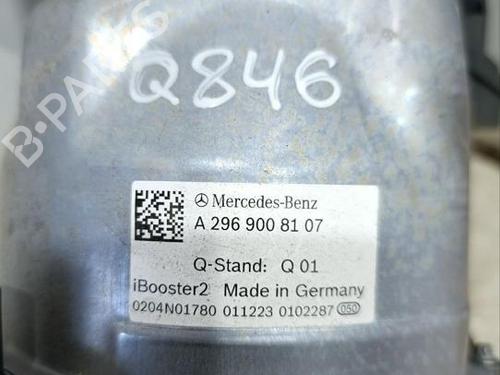 Q846
B-PARTS
Mercedes-Benz
A 296 900 81 07
Q-Stand: Q 01
iBooster2 Made in Germany
0204N01780 011223 0102287 050